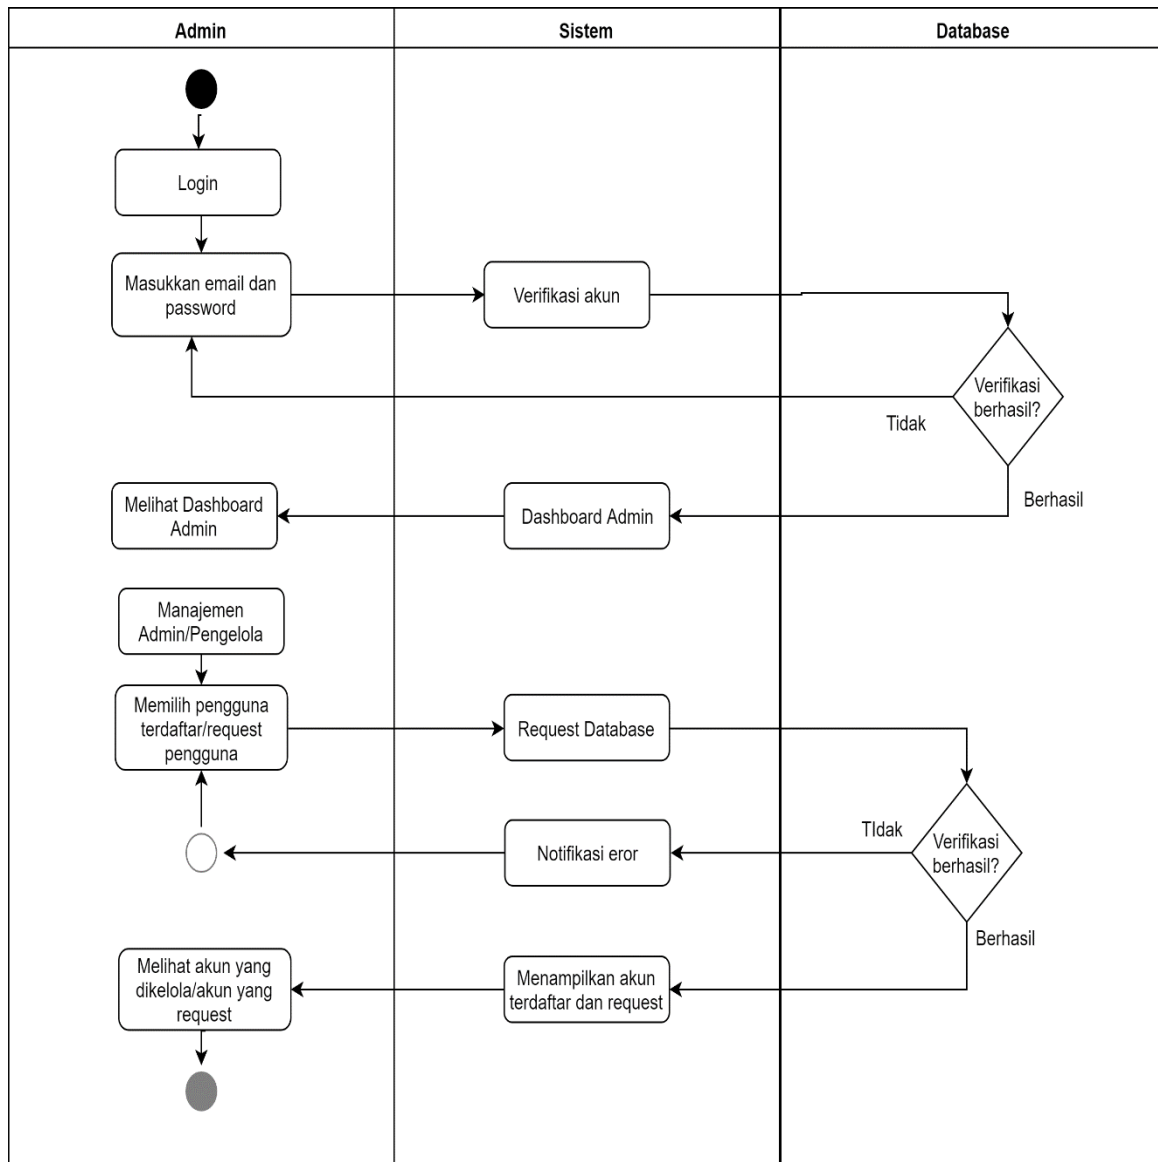 Admin
Sistem
Database
Login
Masukkan email dan
password
Verifikasi akun
Verifikasi
berhasil?
Tidak
Berhasil
Melihat Dashboard
Admin
Dashboard Admin
Manajemen
Admin/Pengelola
Memilih pengguna
terdaftar/request
pengguna
Request Database
TIdak
Verifikasi
berhasil?
Notifikasi eror
Berhasil
Melihat akun yang
dikelola/akun yang
request
Menampilkan akun
terdaftar dan request